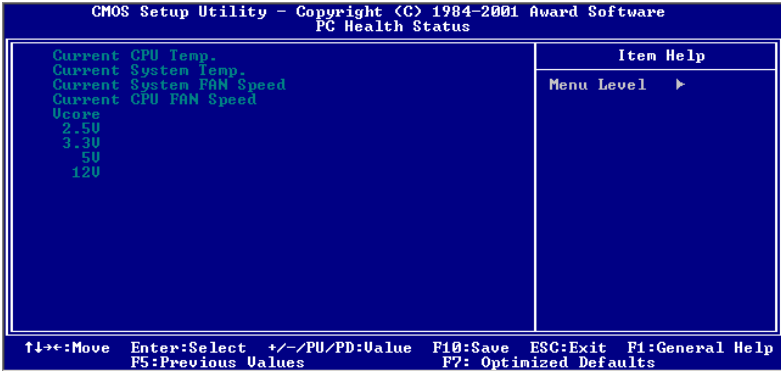 CMOS Setup Utility - Copyright (C) 1984-2001 Award Software
PC Health Status
Current CPU Temp.
Current System Temp.
Current System FAN Speed
Current CPU FAN Speed
Vcore
2.5V
3.3V
5V
12V
Item Help
Menu Level ▶
↑↓→←:Move Enter:Select +/-/PU/PD:Value F10:Save ESC:Exit F1:General Help
F5:Previous Values F7: Optimized Defaults